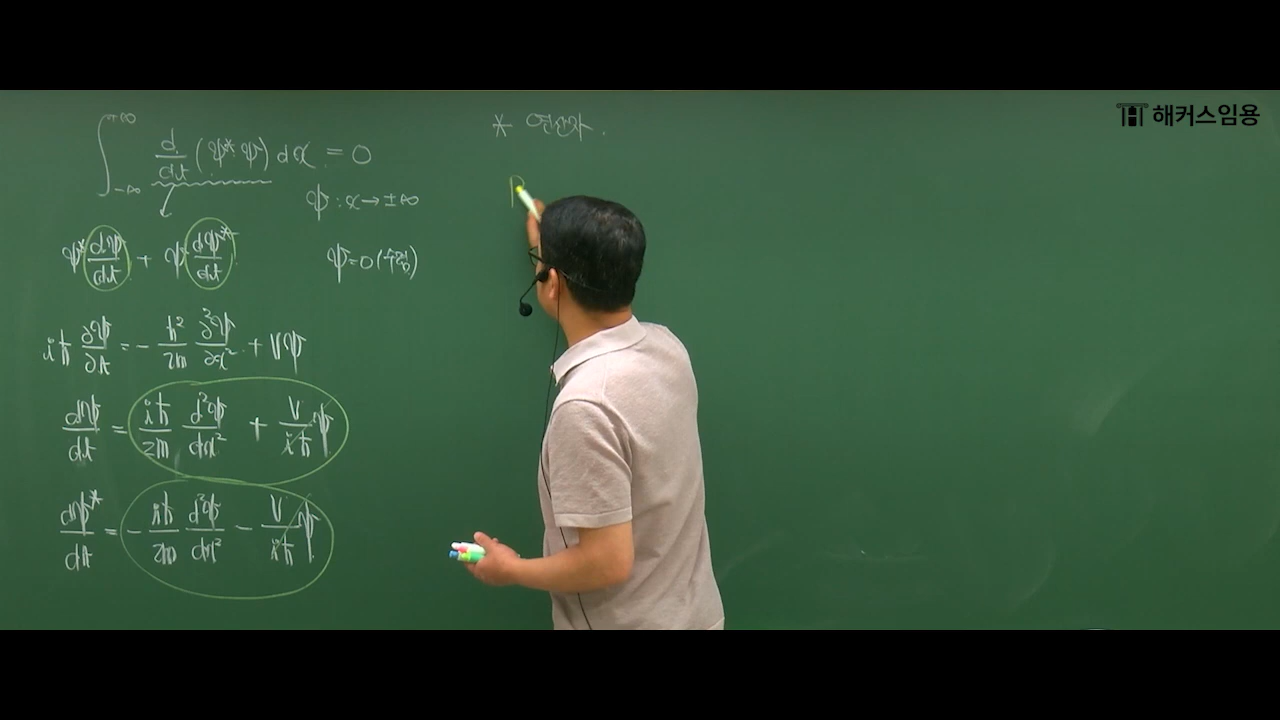 해커스임용
∫_{-∞}^{+∞} d/dt (ψ* ψ) dx = 0
ψ : x → ±∞
ψ* dψ/dt + ψ dψ*/dt
ψ = 0 (수렴)
iħ ∂ψ/∂t = - ħ²/2m ∂²ψ/∂x² + Vψ
dψ/dt = iħ/2m d²ψ/dx² + V/iħ ψ
dψ*/dt = - iħ/2m d²ψ/dx² - V/iħ ψ
* 연산자.
P